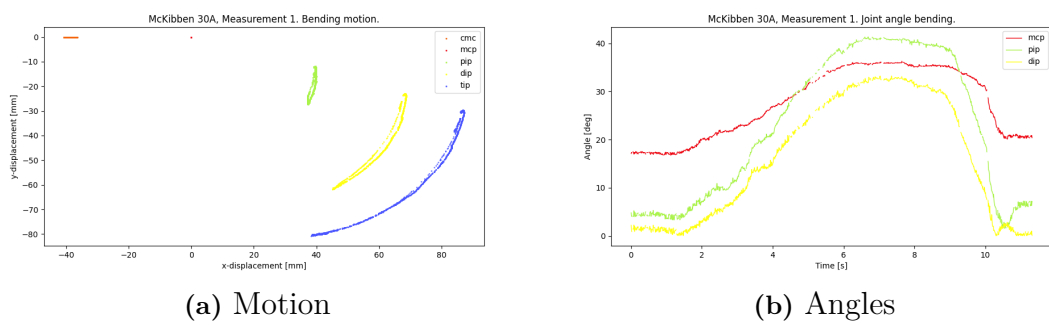 McKibben 30A, Measurement 1. Bending motion.
0
−10
−20
−30
−40
−50
−60
−70
−80
y-displacement [mm]
cmc
mcp
pip
dip
tip
−40
−20
0
20
40
60
80
x-displacement [mm]
(a) Motion
McKibben 30A, Measurement 1. Joint angle bending.
40
30
20
10
0
Angle [deg]
mcp
pip
dip
0
2
4
6
8
10
Time [s]
(b) Angles